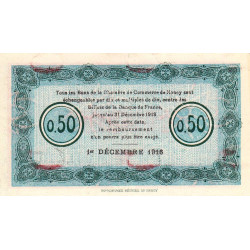 Tous les Bons de la Chambre de Commerce de Nancy sont
échangeables par dix et multiples de dix, contre des
Billets de la Banque de France,
jusqu'au 31 Décembre 1918
Après cette date,
le remboursement
n'en pourra plus être exigé.
0,50
0,50
1er DÉCEMBRE 1916